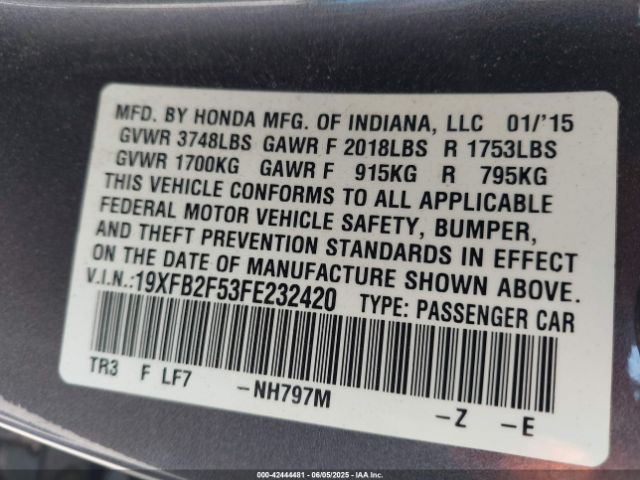 MFD. BY HONDA MFG. OF INDIANA, LLC 01/'15
GVWR 3748LBS GAWR F 2018LBS R 1753LBS
GVWR 1700KG GAWR F 915KG R 795KG
THIS VEHICLE CONFORMS TO ALL APPLICABLE
FEDERAL MOTOR VEHICLE SAFETY, BUMPER,
AND THEFT PREVENTION STANDARDS IN EFFECT
ON THE DATE OF MANUFACTURE SHOWN ABOVE.
V.I.N.:19XFB2F53FE232420 TYPE: PASSENGER CAR
TR3 F LF7 -NH797M -Z -E
000-42444481 - 06/05/2025 - IAA Inc.